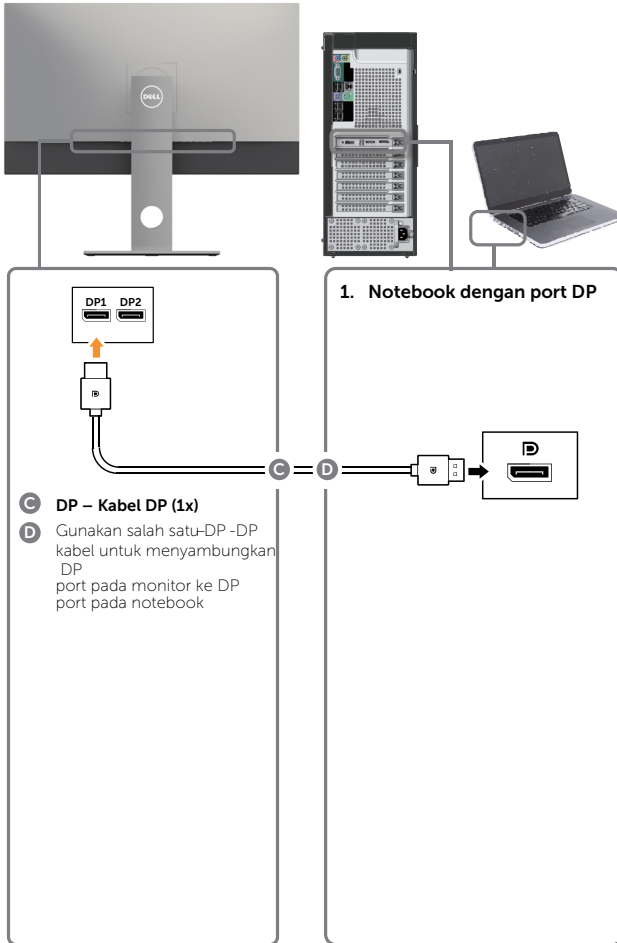 DELL
DP1 DP2
1. Notebook dengan port DP
C D
C DP – Kabel DP (1x)
D Gunakan salah satu–DP -DP
kabel untuk menyambungkan
DP
port pada monitor ke DP
port pada notebook